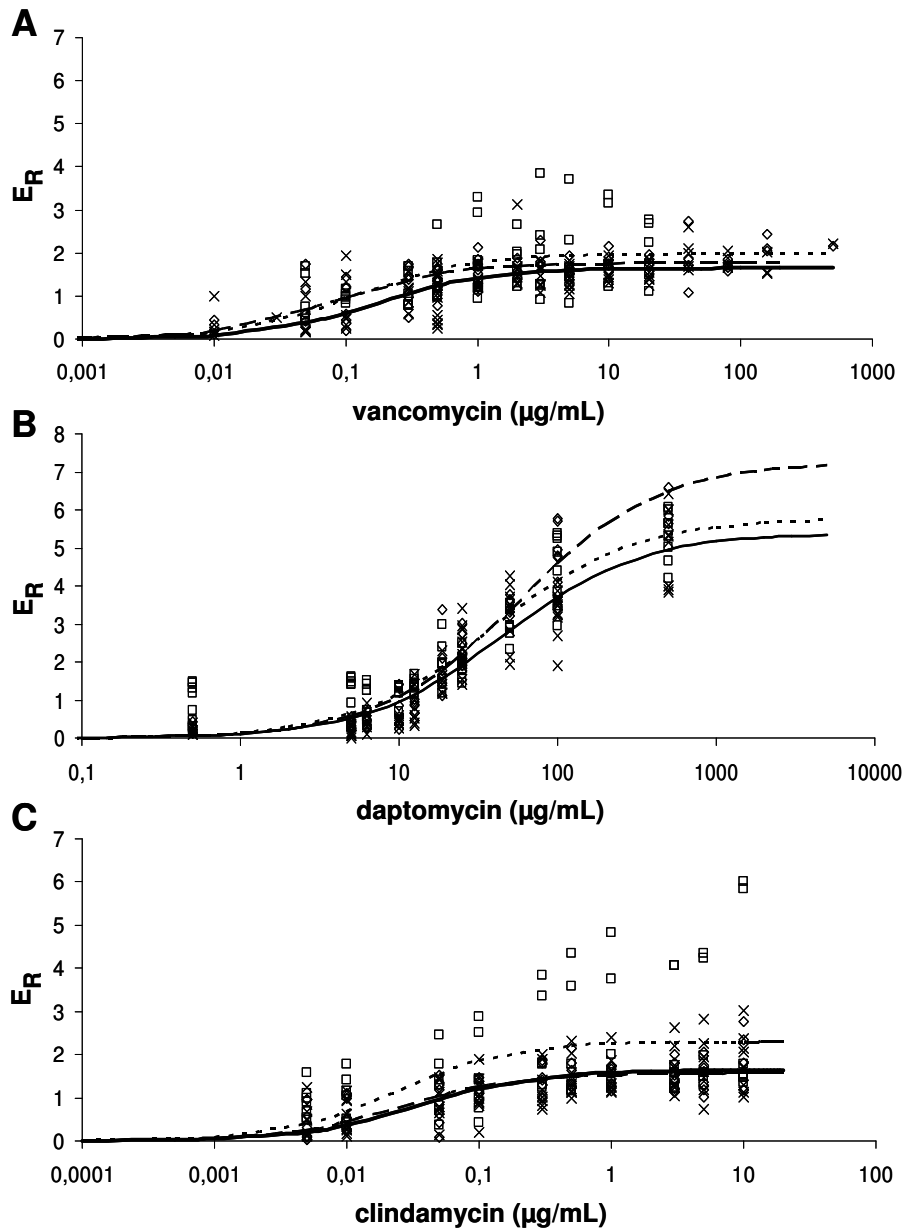 A
7
6
5
4
3
2
1
0
E_R
0,001 0,01 0,1 1 10 100 1000
vancomycin (µg/mL)
B
8
7
6
5
4
3
2
1
0
E_R
0,1 1 10 100 1000 10000
daptomycin (µg/mL)
C
7
6
5
4
3
2
1
0
E_R
0,0001 0,001 0,01 0,1 1 10 100
clindamycin (µg/mL)